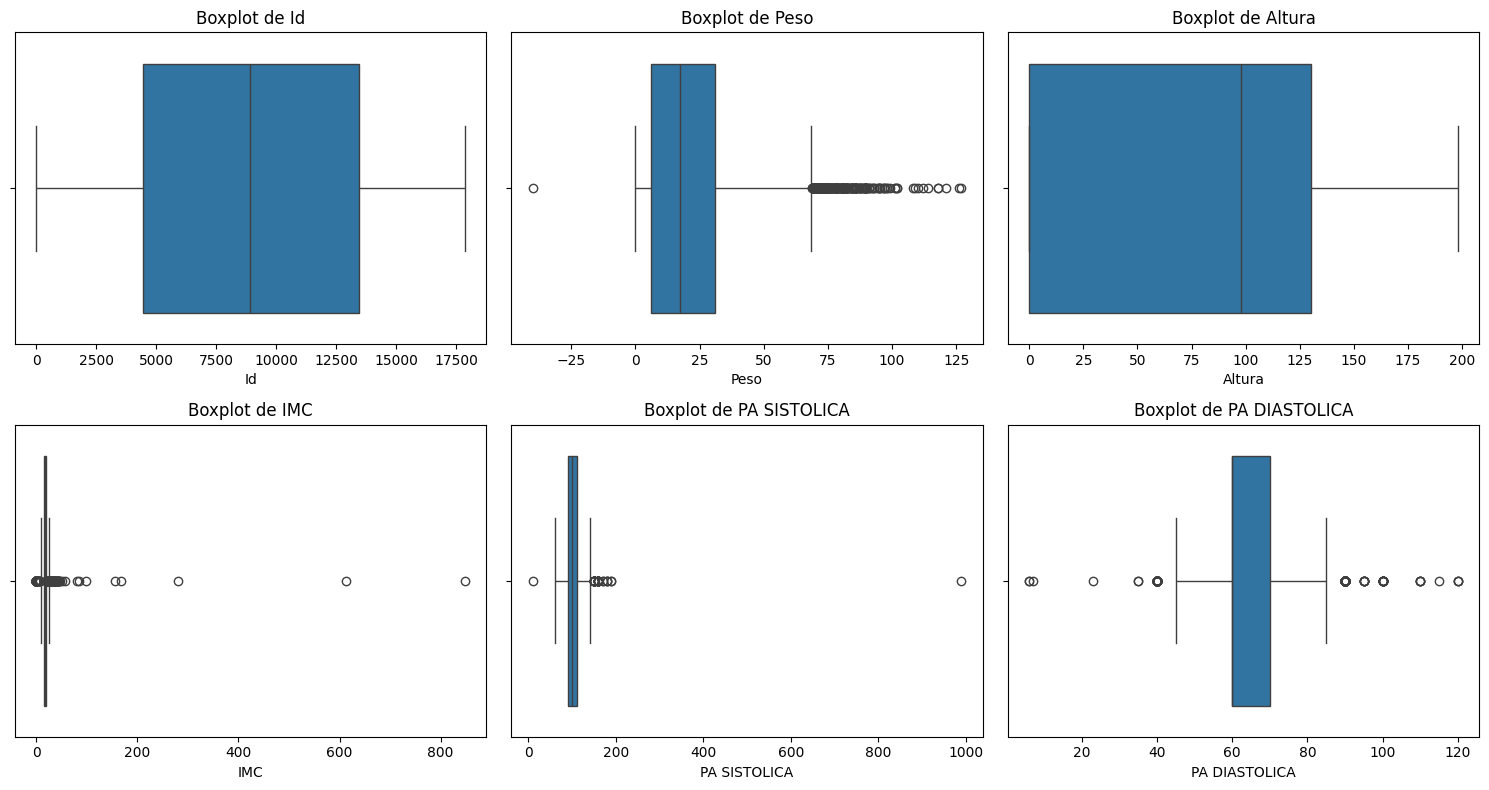 Boxplot de Id
Boxplot de Peso
Boxplot de Altura
0 2500 5000 7500 10000 12500 15000 17500
−25 0 25 50 75 100 125
0 25 50 75 100 125 150 175 200
Id
Peso
Altura
Boxplot de IMC
Boxplot de PA SISTOLICA
Boxplot de PA DIASTOLICA
0 200 400 600 800
0 200 400 600 800 1000
20 40 60 80 100 120
IMC
PA SISTOLICA
PA DIASTOLICA